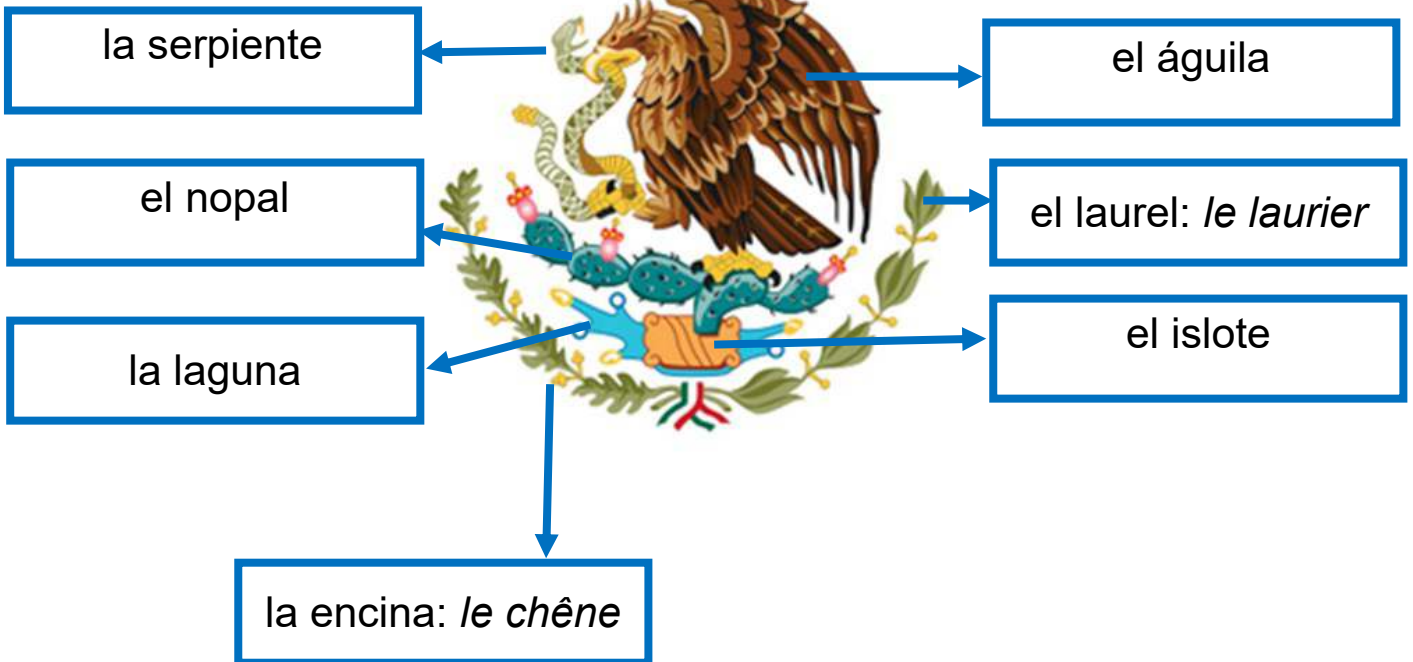 la serpiente
el águila
el nopal
el laurel: le laurier
la laguna
el islote
la encina: le chêne